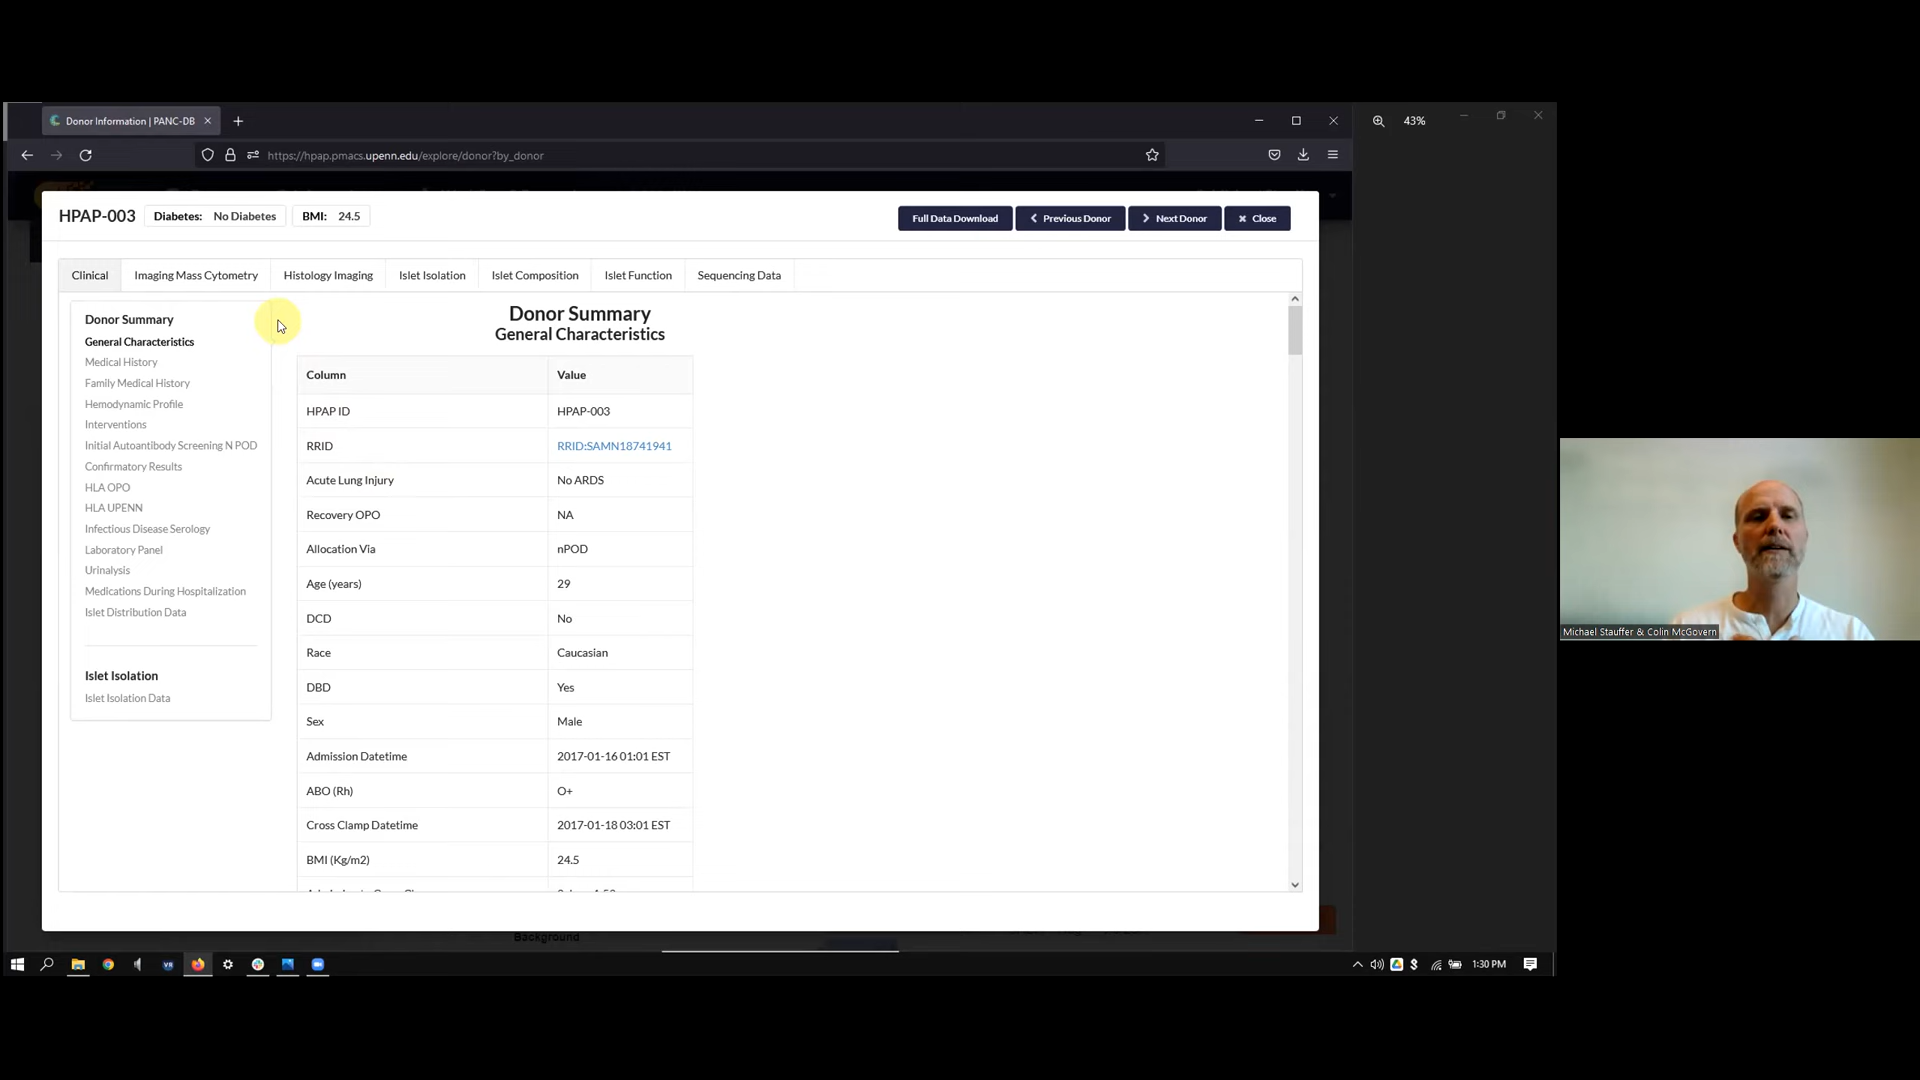 Donor Information | PANC-DB
43%
https://hpap.pmacs.upenn.edu/explore/donor?by_donor
HPAP-003 Diabetes: No Diabetes BMI: 24.5
Full Data Download Previous Donor Next Donor Close
Clinical Imaging Mass Cytometry Histology Imaging Islet Isolation Islet Composition Islet Function Sequencing Data
Donor Summary
General Characteristics
Medical History
Family Medical History
Hemodynamic Profile
Interventions
Initial Autoantibody Screening N POD
Confirmatory Results
HLA OPO
HLA UPENN
Infectious Disease Serology
Laboratory Panel
Urinalysis
Medications During Hospitalization
Islet Distribution Data
Islet Isolation
Islet Isolation Data
Donor Summary
General Characteristics
Column Value
HPAP ID HPAP-003
RRID RRID:SAMN18741941
Acute Lung Injury No ARDS
Recovery OPO NA
Allocation Via nPOD
Age (years) 29
DCD No
Race Caucasian
DBD Yes
Sex Male
Admission Datetime 2017-01-16 01:01 EST
ABO (Rh) O+
Cross Clamp Datetime 2017-01-18 03:01 EST
BMI (Kg/m2) 24.5
Background
VR
1:30 PM
Michael Stauffer & Colin McGovern